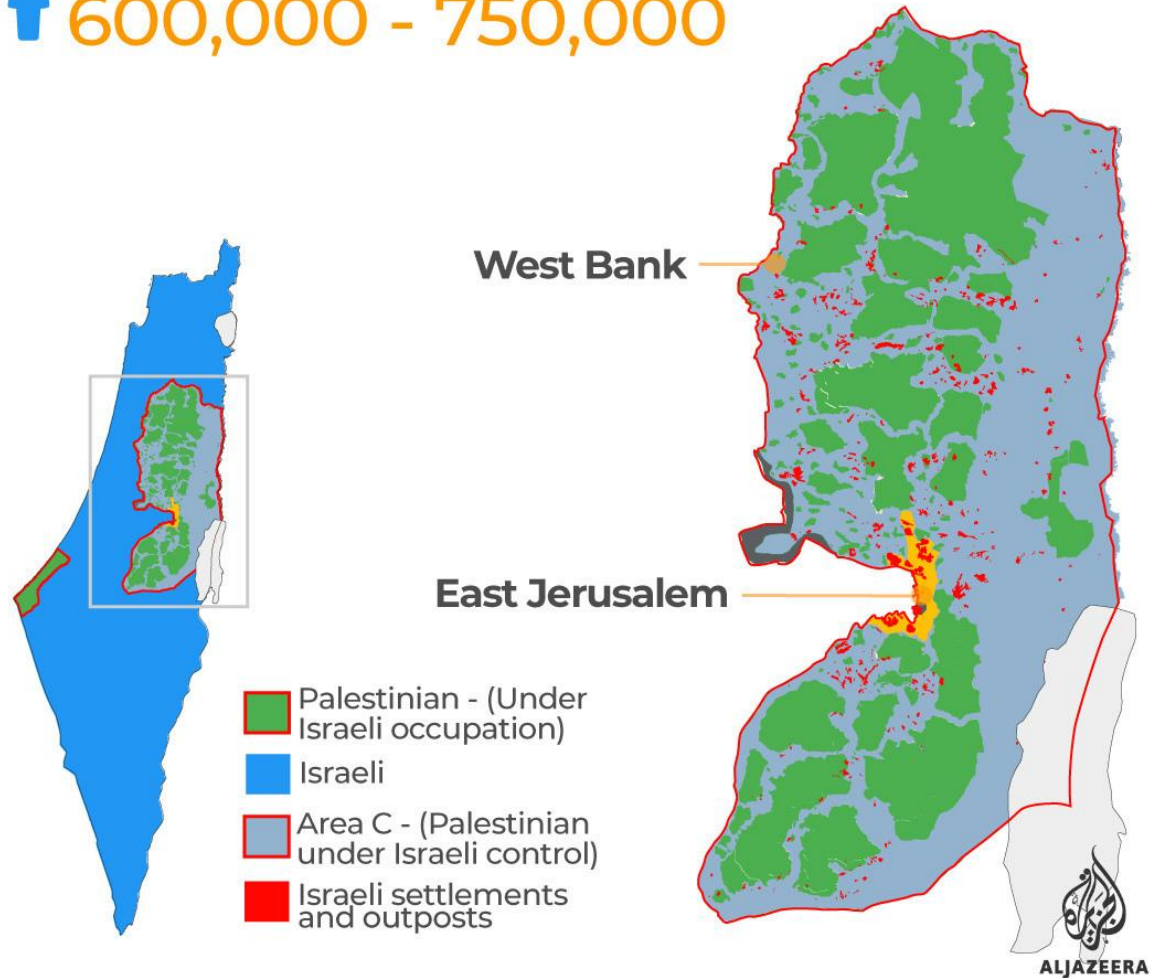 600,000 - 750,000
West Bank
East Jerusalem
Palestinian - (Under
Israeli occupation)
Israeli
Area C - (Palestinian
under Israeli control)
Israeli settlements
and outposts
الجزيرة
ALJAZEERA